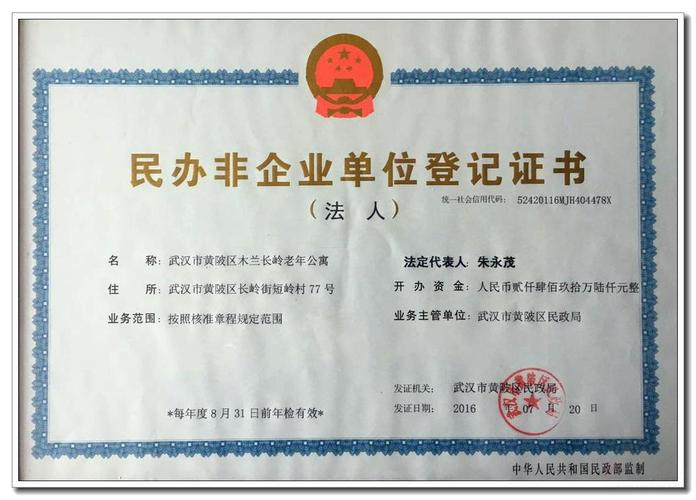 民办非企业单位登记证书
(法 人)
统一社会信用代码: 52420116MJH404478X
名 称: 武汉市黄陂区木兰长岭老年公寓
法定代表人: 朱永茂
住 所: 武汉市黄陂区长岭街短岭村 77 号
开 办 资 金: 人民币贰仟肆佰玖拾万陆仟元整
业务范围: 按照核准章程规定范围
业务主管单位: 武汉市黄陂区民政局
发证机关: 武汉市黄陂区民政局
发证日期: 2016 年 07 月 20 日
*每年度 8 月 31 日前年检有效*
中华人民共和国民政部监制